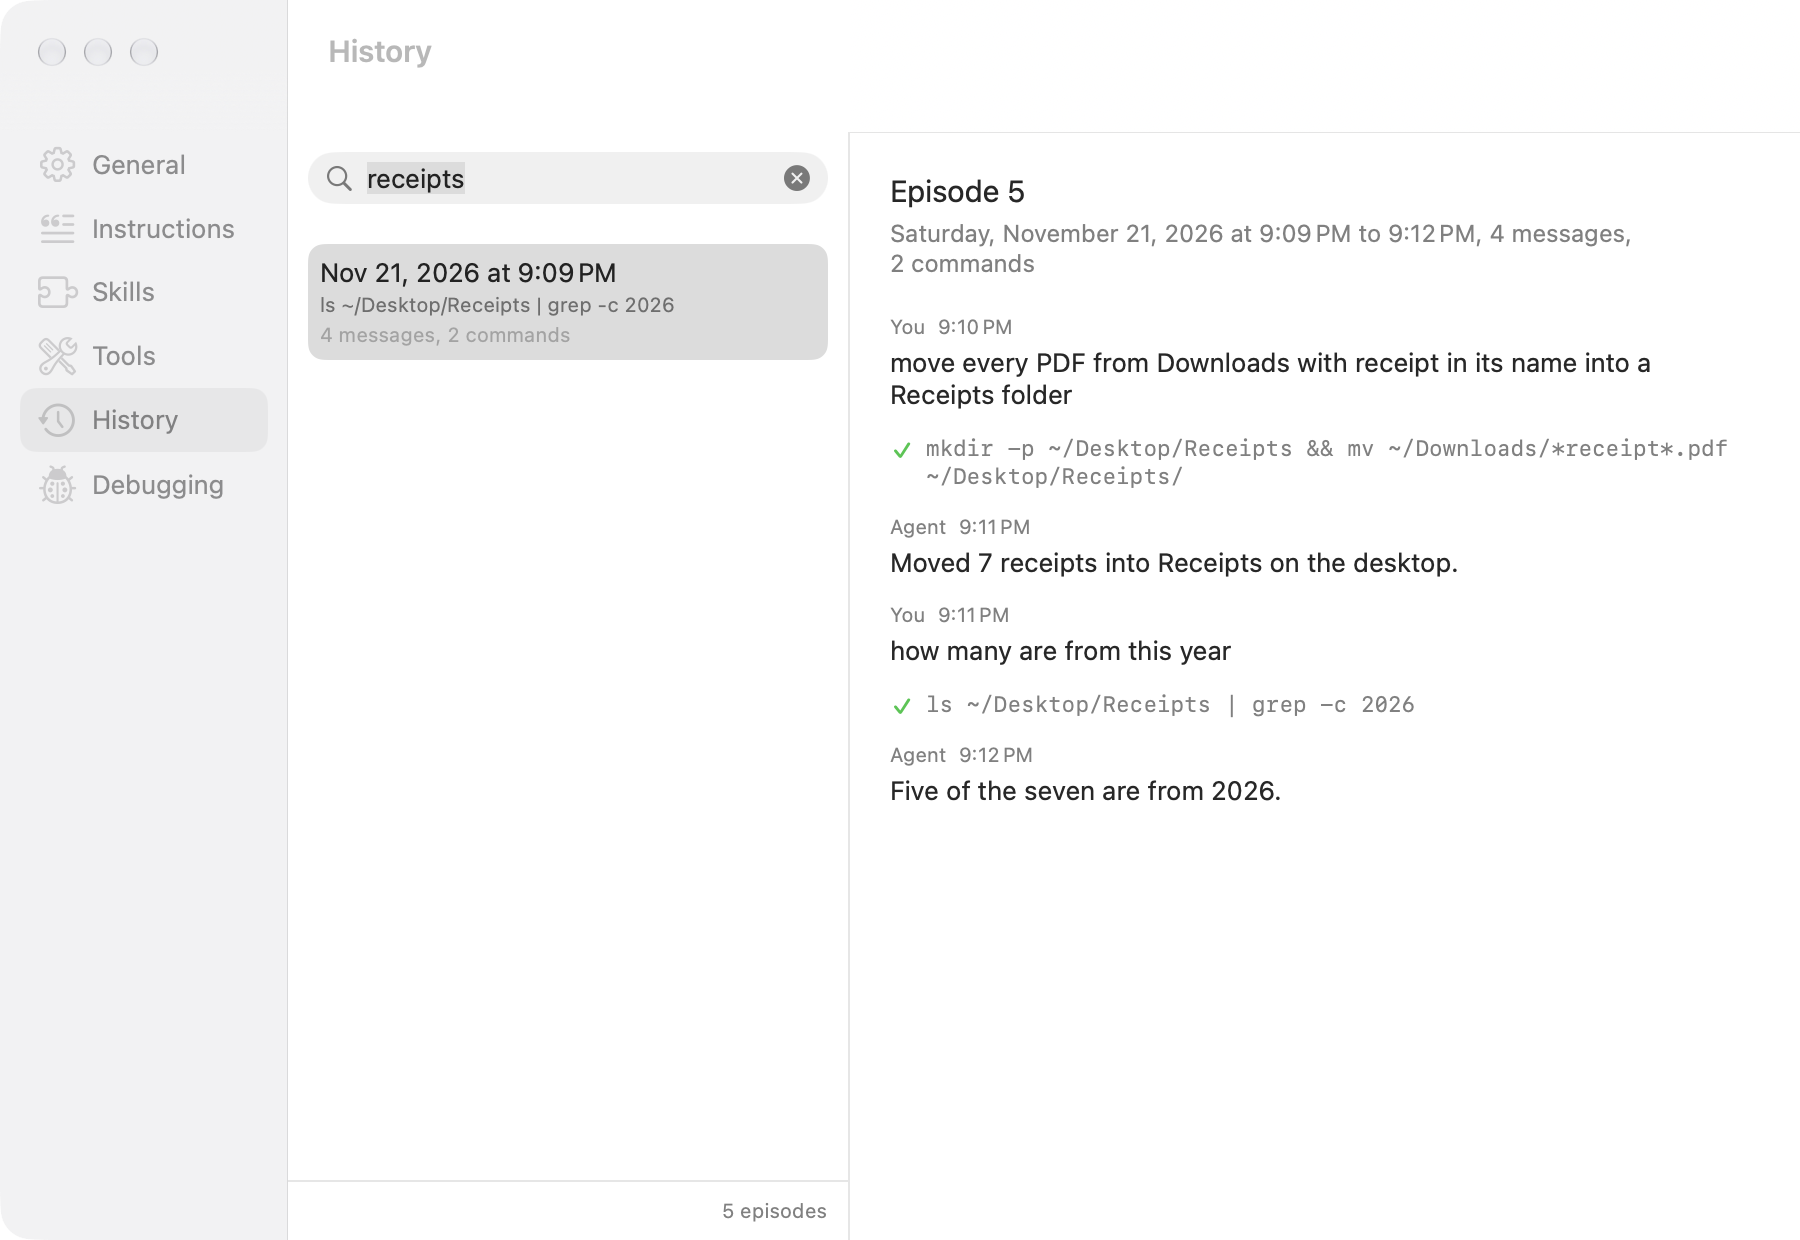 History
General
Instructions
Skills
Tools
History
Debugging
receipts
Nov 21, 2026 at 9:09 PM
ls ~/Desktop/Receipts | grep -c 2026
4 messages, 2 commands
5 episodes
Episode 5
Saturday, November 21, 2026 at 9:09 PM to 9:12 PM, 4 messages,
2 commands
You 9:10 PM
move every PDF from Downloads with receipt in its name into a
Receipts folder
mkdir -p ~/Desktop/Receipts && mv ~/Downloads/*receipt*.pdf
~/Desktop/Receipts/
Agent 9:11 PM
Moved 7 receipts into Receipts on the desktop.
You 9:11 PM
how many are from this year
ls ~/Desktop/Receipts | grep -c 2026
Agent 9:12 PM
Five of the seven are from 2026.